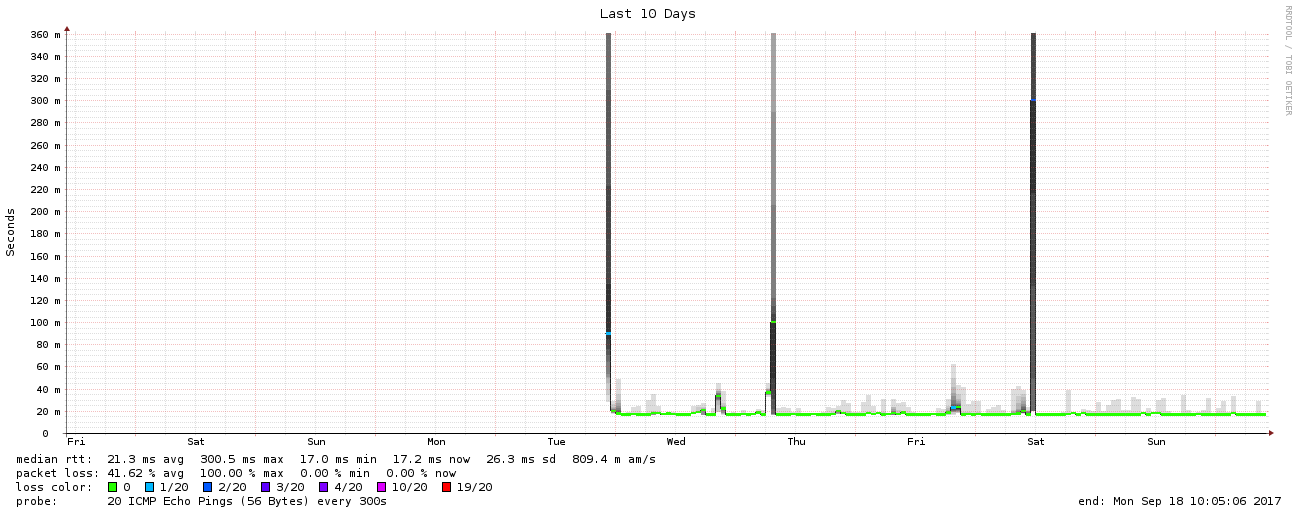 Last 10 Days
RRDTOOL / TOBI OETIKER
Seconds
360 m
340 m
320 m
300 m
280 m
260 m
240 m
220 m
200 m
180 m
160 m
140 m
120 m
100 m
80 m
60 m
40 m
20 m
0
Fri Sat Sun Mon Tue Wed Thu Fri Sat Sun
median rtt: 21.3 ms avg 300.5 ms max 17.0 ms min 17.2 ms now 26.3 ms sd 809.4 m am/s
packet loss: 41.62 % avg 100.00 % max 0.00 % min 0.00 % now
loss color: 0 1/20 2/20 3/20 4/20 10/20 19/20
probe: 20 ICMP Echo Pings (56 Bytes) every 300s end: Mon Sep 18 10:05:06 2017